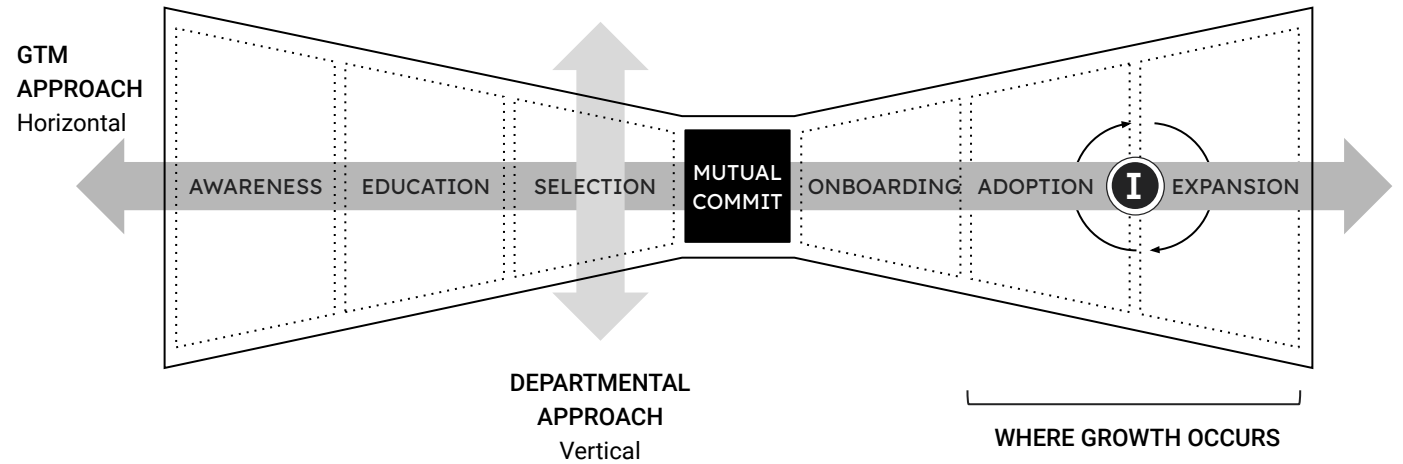 GTM
APPROACH
Horizontal
AWARENESS
EDUCATION
SELECTION
MUTUAL
COMMIT
ONBOARDING
ADOPTION
I
EXPANSION
DEPARTMENTAL
APPROACH
Vertical
WHERE GROWTH OCCURS